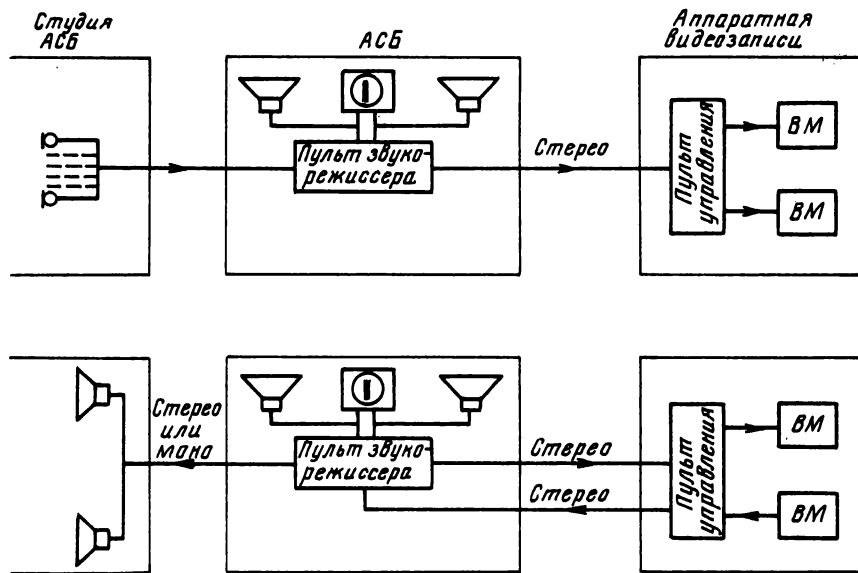 Студия
АСБ
АСБ
Аппаратная
видеозаписи
Пульт звуко-
режиссера
Стерео
Пульт
управления
ВМ
ВМ
Стерео
или
моно
Пульт звуко-
режиссера
Стерео
Стерео
Пульт
управления
ВМ
ВМ